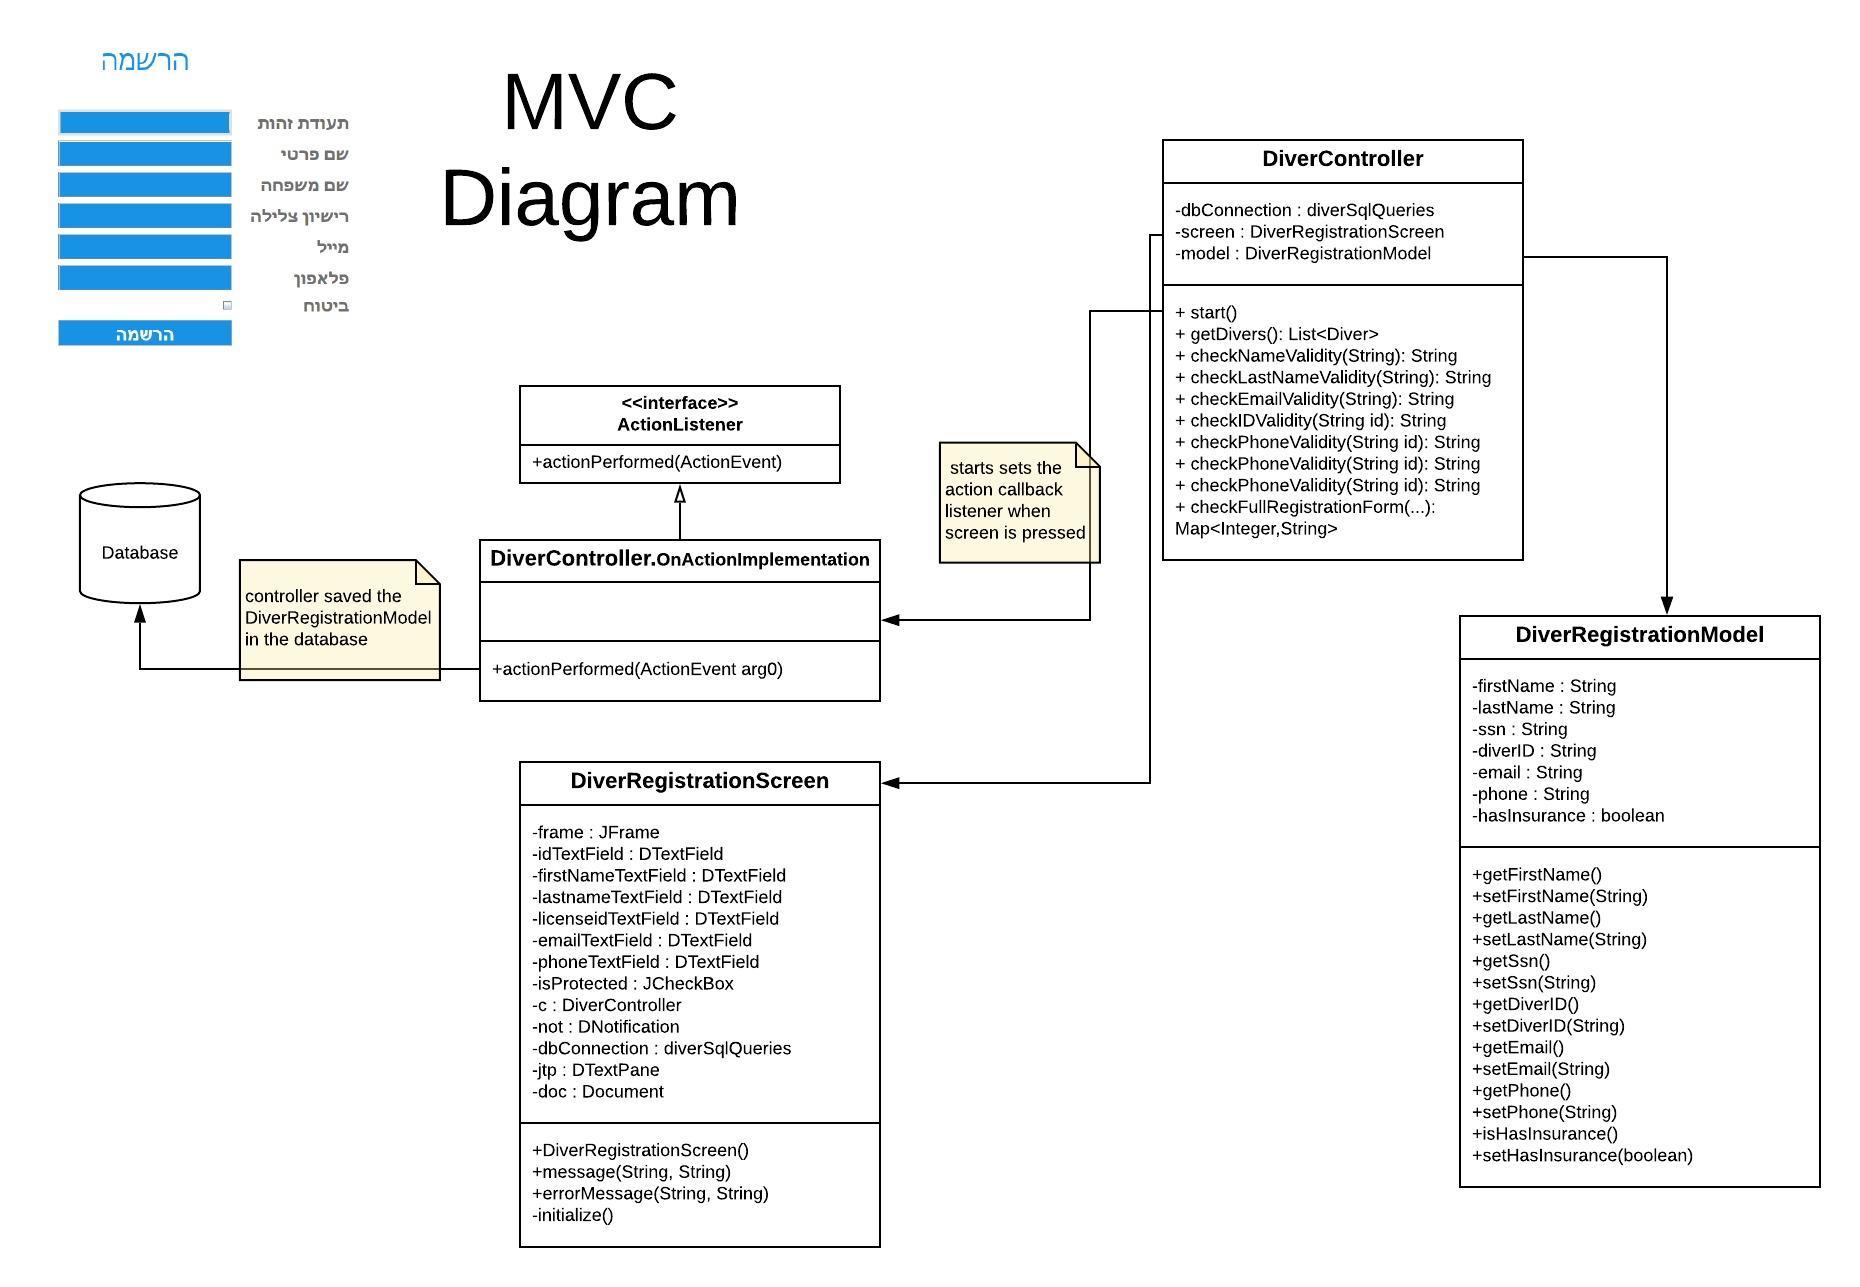 הרשמה
תעודת זהות
שם פרטי
שם משפחה
רישיון צלילה
מייל
פלאפון
ביטוח
הרשמה
MVC
Diagram
DiverController
-dbConnection : diverSqlQueries
-screen : DiverRegistrationScreen
-model : DiverRegistrationModel
+ start()
+ getDivers(): List<Diver>
+ checkNameValidity(String): String
+ checkLastNameValidity(String): String
+ checkEmailValidity(String): String
+ checkIDValidity(String id): String
+ checkPhoneValidity(String id): String
+ checkPhoneValidity(String id): String
+ checkPhoneValidity(String id): String
+ checkFullRegistrationForm(...):
Map<Integer,String>
<<interface>>
ActionListener
+actionPerformed(ActionEvent)
starts sets the
action callback
listener when
screen is pressed
Database
controller saved the
DiverRegistrationModel
in the database
DiverController.OnActionImplementation
+actionPerformed(ActionEvent arg0)
DiverRegistrationModel
-firstName : String
-lastName : String
-ssn : String
-diverID : String
-email : String
-phone : String
-hasInsurance : boolean
+getFirstName()
+setFirstName(String)
+getLastName()
+setLastName(String)
+getSsn()
+setSsn(String)
+getDiverID()
+setDiverID(String)
+getEmail()
+setEmail(String)
+getPhone()
+setPhone(String)
+isHasInsurance()
+setHasInsurance(boolean)
DiverRegistrationScreen
-frame : JFrame
-idTextField : DTextField
-firstNameTextField : DTextField
-lastnameTextField : DTextField
-licenseidTextField : DTextField
-emailTextField : DTextField
-phoneTextField : DTextField
-isProtected : JCheckBox
-c : DiverController
-not : DNotification
-dbConnection : diverSqlQueries
-jtp : DTextPane
-doc : Document
+DiverRegistrationScreen()
+message(String, String)
+errorMessage(String, String)
-initialize()